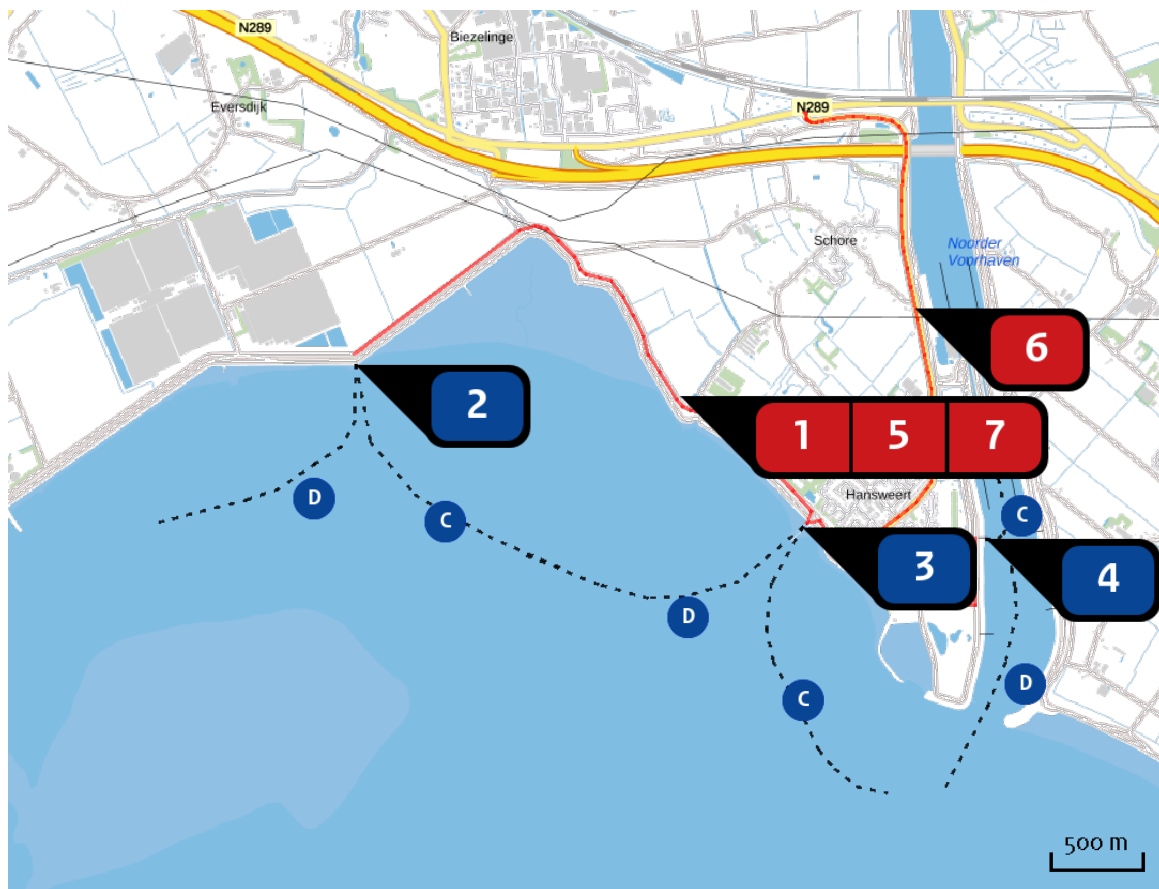 N289
Biezelinge
Eversdijk
N289
Schore
Noorder
Voorhaven
6
2
1 5 7
Hansweert
D
C
C
3
4
D
D
C
500 m